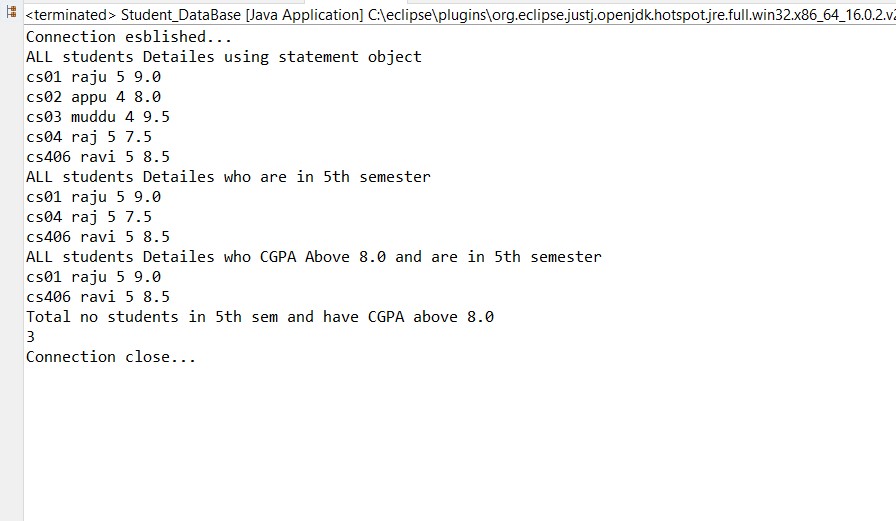 <terminated> Student_DataBase [Java Application] C:\eclipse\plugins\org.eclipse.justj.openjdk.hotspot.jre.full.win32.x86_64_16.0.2.v2
Connection esblished...
ALL students Detailes using statement object
cs01 raju 5 9.0
cs02 appu 4 8.0
cs03 muddu 4 9.5
cs04 raj 5 7.5
cs406 ravi 5 8.5
ALL students Detailes who are in 5th semester
cs01 raju 5 9.0
cs04 raj 5 7.5
cs406 ravi 5 8.5
ALL students Detailes who CGPA Above 8.0 and are in 5th semester
cs01 raju 5 9.0
cs406 ravi 5 8.5
Total no students in 5th sem and have CGPA above 8.0
3
Connection close...